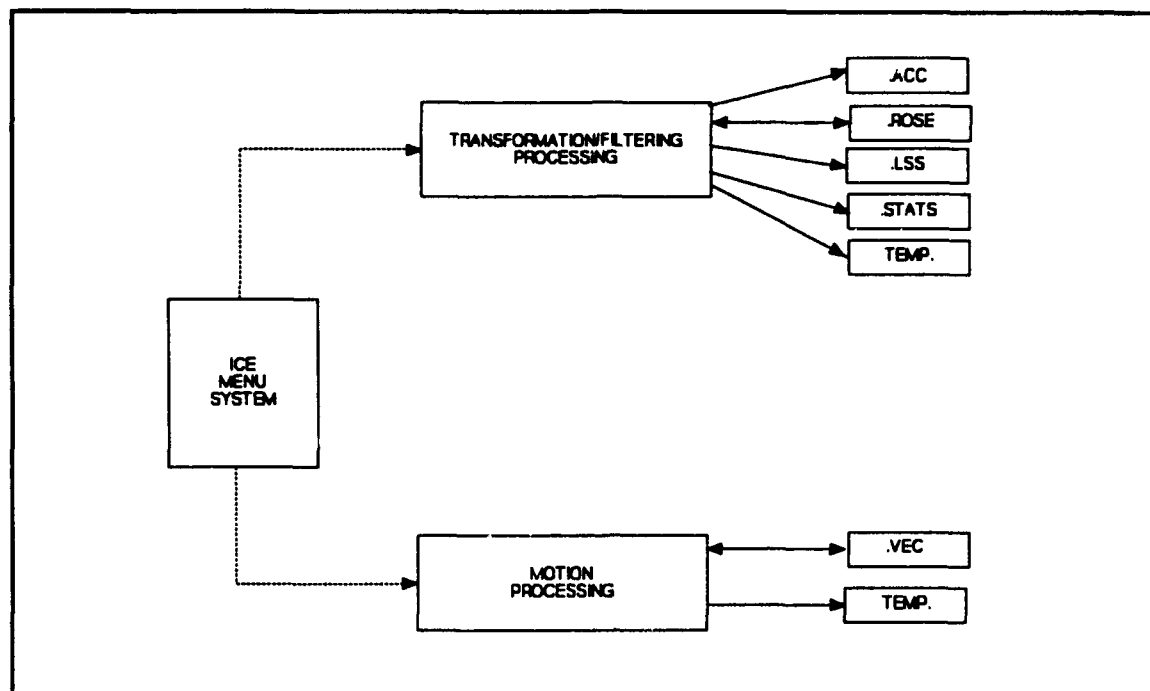 .ACC
TRANSFORMATION/FILTERING
PROCESSING
.ROSE
.LSS
.STATS
TEMP.
ICE
MENU
SYSTEM
MOTION
PROCESSING
.VEC
TEMP.